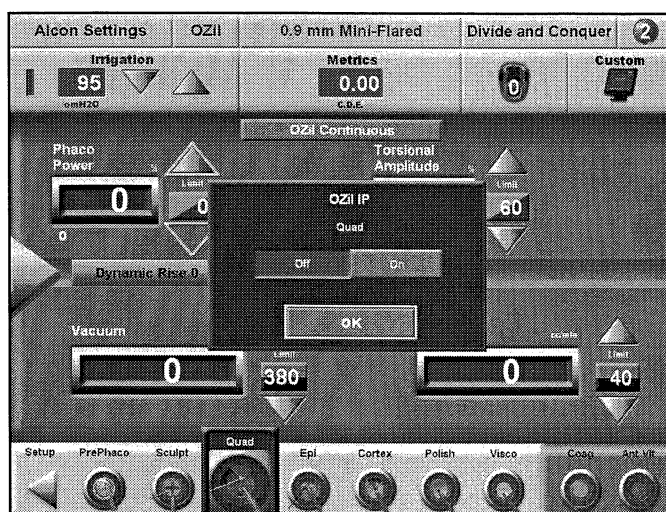 Alcon Settings OZil 0.9 mm Mini-Flared Divide and Conquer 2
Irrigation Metrics Custom
95 0.00 0
cmH2O C.D.E.
OZil Continuous
Phaco Power % Torsional Amplitude %
Limit Limit
0 0 60
0
OZil IP
Quad
Off On
OK
Dynamic Rise 0
Vacuum cc/min
Limit Limit
0 380 0 40
Setup PrePhaco Sculpt Quad Epi Cortex Polish Visco Coag Ant Vit